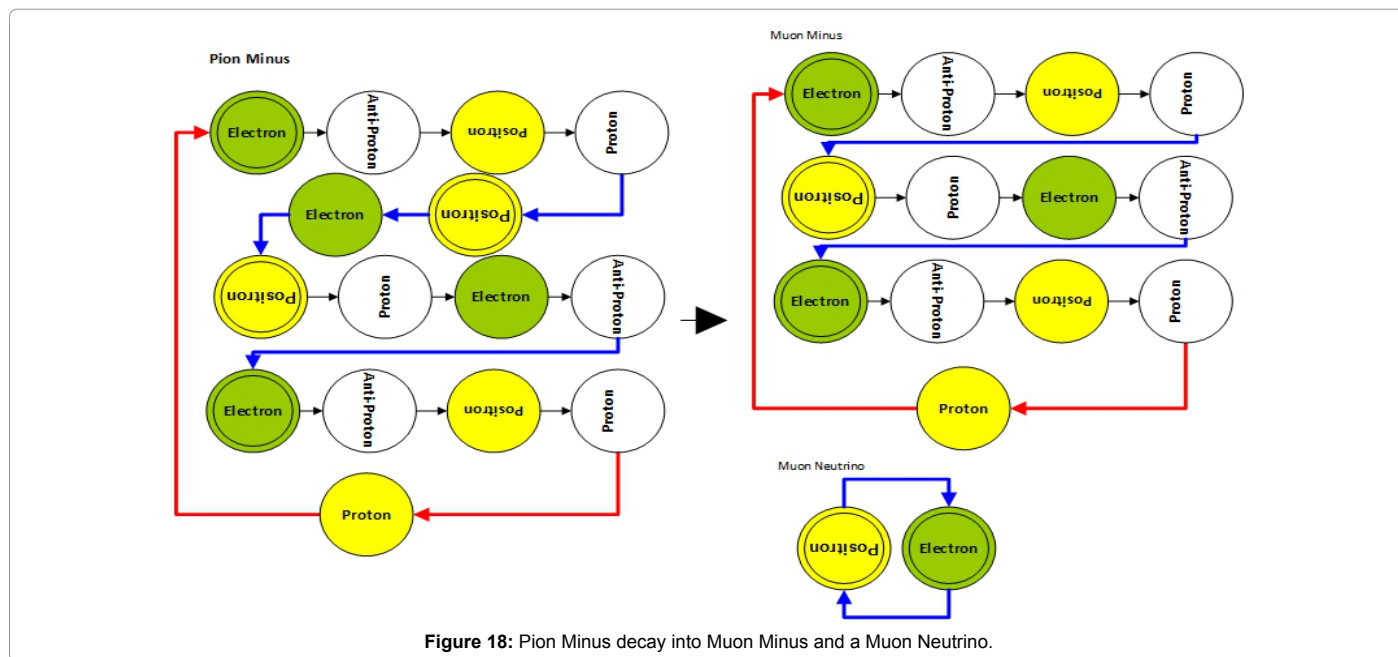 Pion Minus
Electron
Anti-Proton
Positron
Proton
Electron
Positron
Positron
Proton
Electron
Anti-Proton
Electron
Anti-Proton
Positron
Proton
Proton
Muon Minus
Electron
Anti-Proton
Positron
Proton
Positron
Proton
Electron
Anti-Proton
Electron
Anti-Proton
Positron
Proton
Proton
Muon Neutrino
Positron
Electron
Figure 18: Pion Minus decay into Muon Minus and a Muon Neutrino.